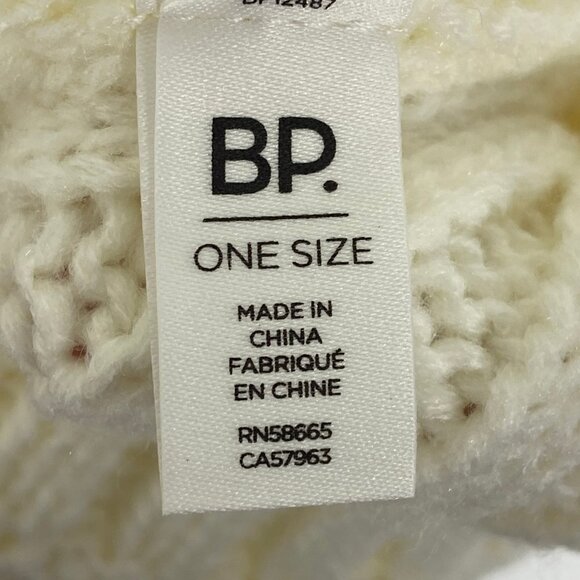 BP.
ONE SIZE
MADE IN
CHINA
FABRIQUÉ
EN CHINE
RN58665
CA57963